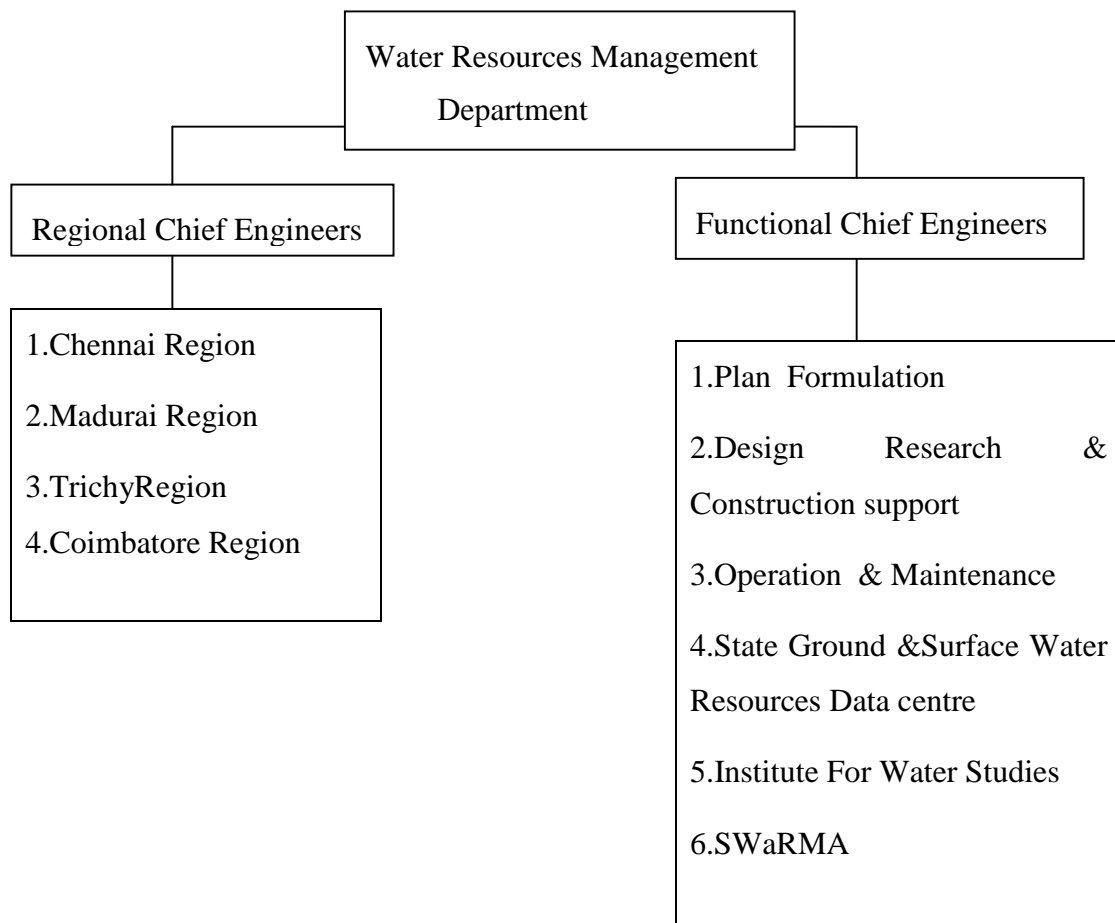 Water Resources Management
Department
Regional Chief Engineers
1.Chennai Region
2.Madurai Region
3.TrichyRegion
4.Coimbatore Region
Functional Chief Engineers
1.Plan Formulation
2.Design Research &
Construction support
3.Operation & Maintenance
4.State Ground &Surface Water
Resources Data centre
5.Institute For Water Studies
6.SWaRMA